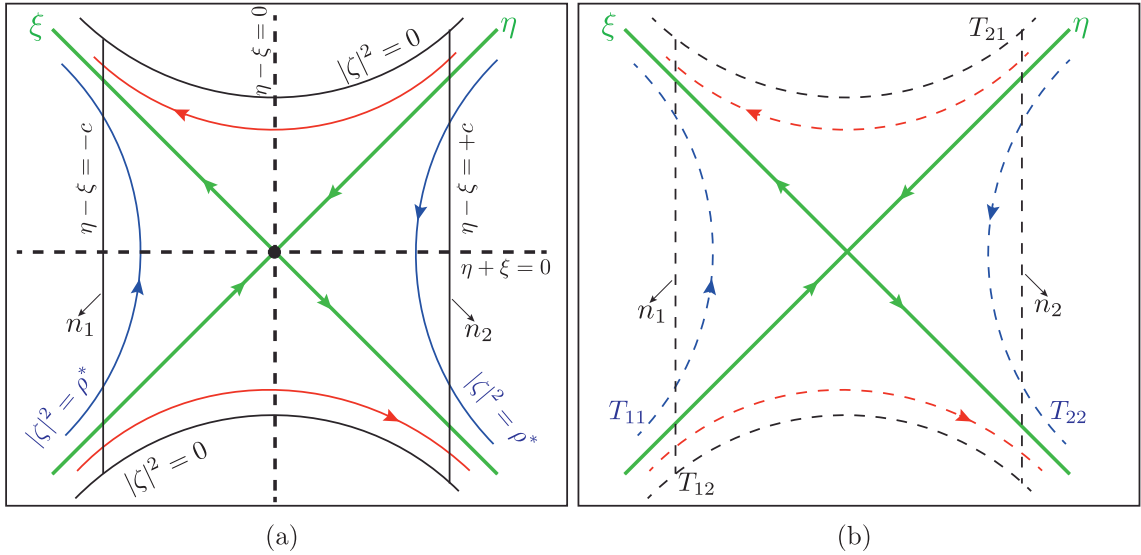 ξ
η − ξ = 0
|ζ|² = 0
η
η − ξ = −c
η − ξ = +c
η + ξ = 0
n₁
n₂
|ζ|² = ρ*
|ζ|² = 0
|ζ|² = ρ*
(a)
ξ
T₂₁
η
n₁
n₂
T₁₁
T₂₂
T₁₂
(b)